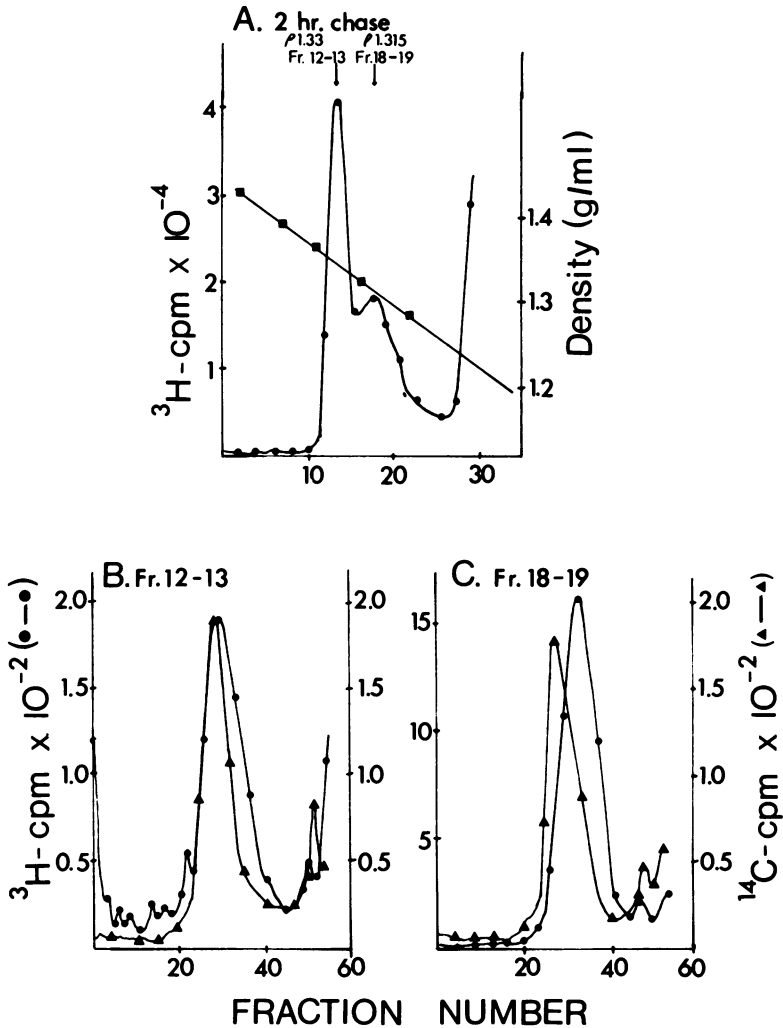 A. 2 hr. chase
ρ1.33 ρ1.315
Fr. 12-13 Fr.18-19
4
3
2
1
³H-cpm x 10⁻⁴
1.4
1.3
1.2
Density (g/ml)
10 20 30
B. Fr. 12-13
2.0
1.5
1.0
0.5
³H-cpm x 10⁻² (●-●)
2.0
1.5
1.0
0.5
20 40 60
C. Fr. 18-19
15
10
5
2.0
1.5
1.0
0.5
¹⁴C-cpm x 10⁻² (▲-▲)
20 40 60
FRACTION NUMBER